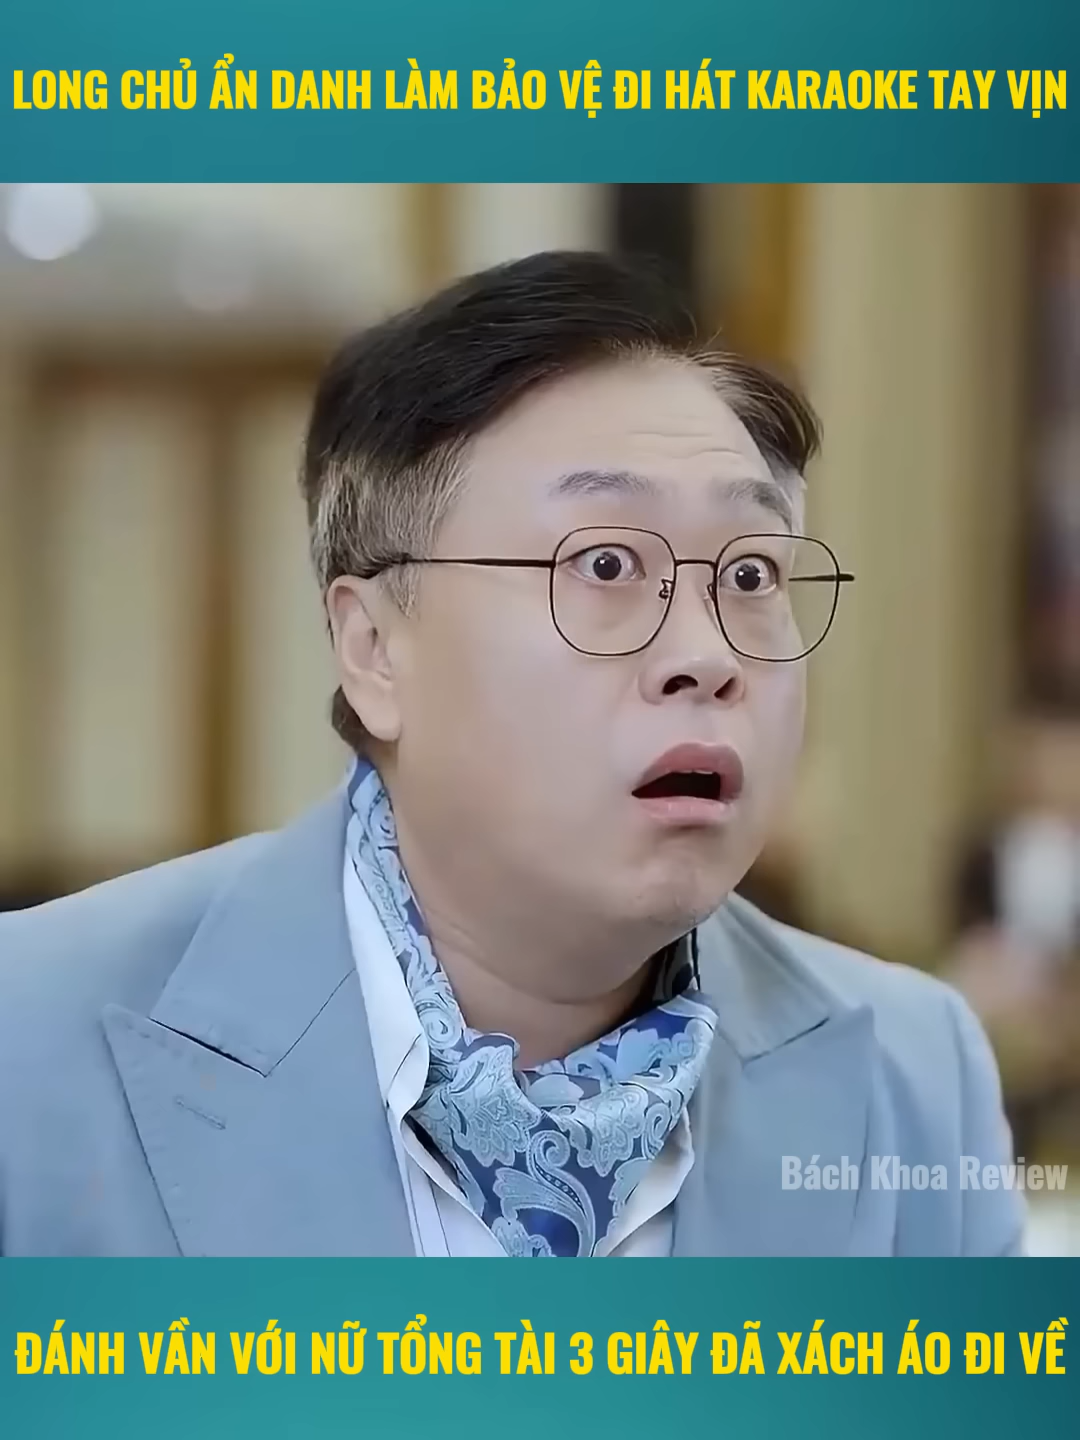 LONG CHỦ ẨN DANH LÀM BẢO VỆ ĐI HÁT KARAOKE TAY VỊN
Bách Khoa Review
ĐÁNH VẦN VỚI NỮ TỔNG TÀI 3 GIÂY ĐÃ XÁCH ÁO ĐI VỀ